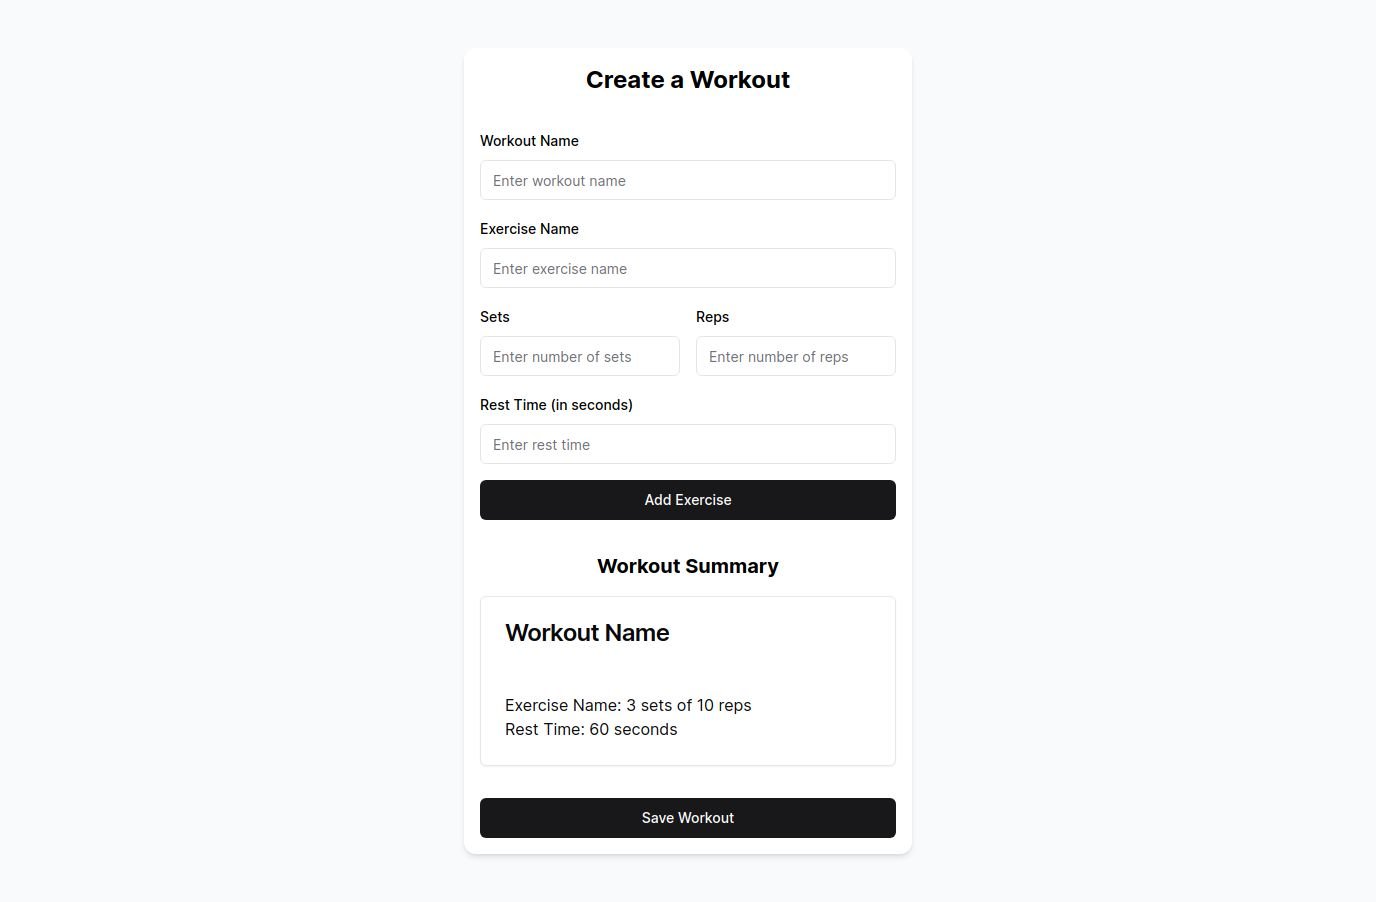 Create a Workout
Workout Name
Enter workout name
Exercise Name
Enter exercise name
Sets
Reps
Enter number of sets
Enter number of reps
Rest Time (in seconds)
Enter rest time
Add Exercise
Workout Summary
Workout Name
Exercise Name: 3 sets of 10 reps
Rest Time: 60 seconds
Save Workout